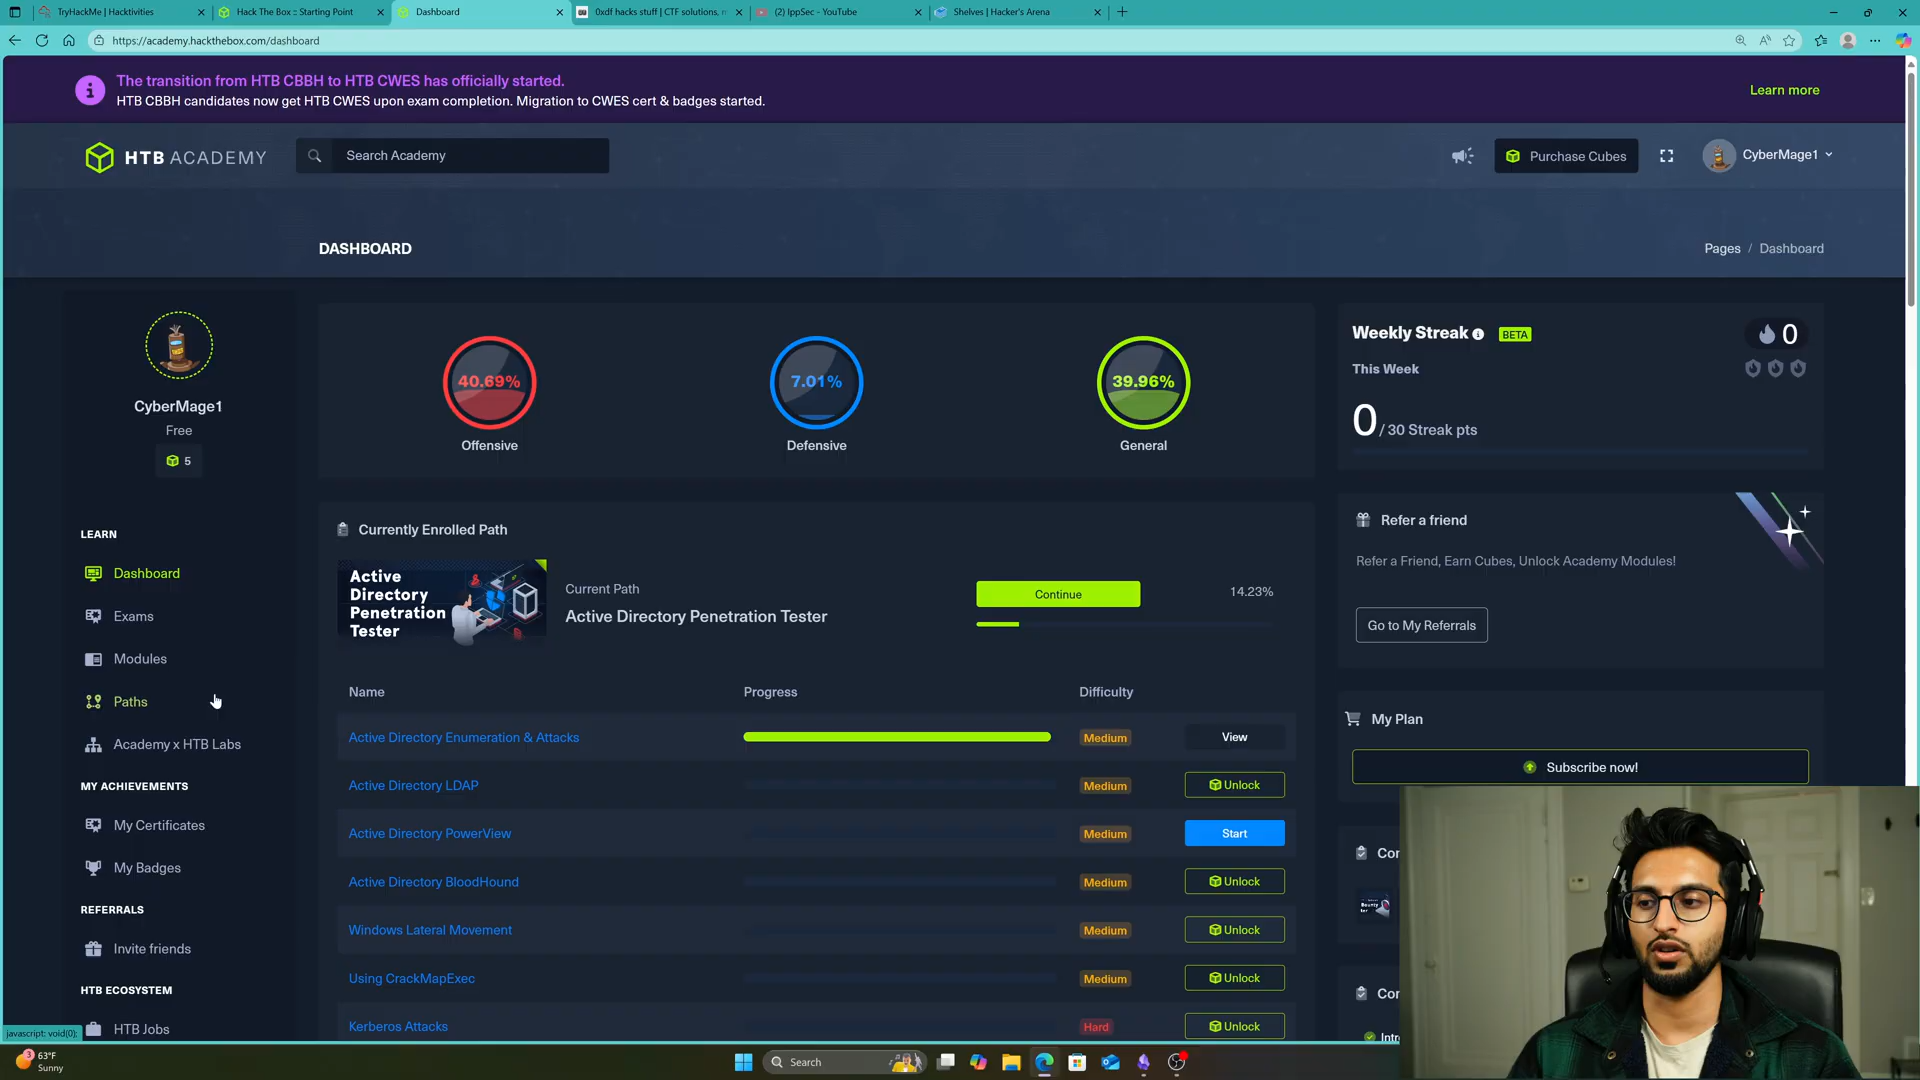 TryHackMe | Hacktivities
Hack The Box :: Starting Point
Dashboard
0xdf hacks stuff | CTF solutions,
(2) IppSec - YouTube
Shelves | Hacker's Arena
https://academy.hackthebox.com/dashboard
The transition from HTB CBBH to HTB CWES has officially started.
HTB CBBH candidates now get HTB CWES upon exam completion. Migration to CWES cert & badges started.
Learn more
HTB ACADEMY
Search Academy
Purchase Cubes
CyberMage1
DASHBOARD
Pages / Dashboard
CyberMage1
Free
5
LEARN
Dashboard
Exams
Modules
Paths
Academy x HTB Labs
MY ACHIEVEMENTS
My Certificates
My Badges
REFERRALS
Invite friends
HTB ECOSYSTEM
HTB Jobs
40.69%
Offensive
7.01%
Defensive
39.96%
General
Currently Enrolled Path
Active
Directory
Penetration
Tester
Current Path
Active Directory Penetration Tester
Continue
14.23%
Name Progress Difficulty
Active Directory Enumeration & Attacks Medium View
Active Directory LDAP Medium Unlock
Active Directory PowerView Medium Start
Active Directory BloodHound Medium Unlock
Windows Lateral Movement Medium Unlock
Using CrackMapExec Medium Unlock
Kerberos Attacks Hard Unlock
Weekly Streak BETA
0
This Week
0 / 30 Streak pts
Refer a friend
Refer a Friend, Earn Cubes, Unlock Academy Modules!
Go to My Referrals
My Plan
Subscribe now!
Cor
Cor
Intr
javascript: void(0);
3
63°F
Sunny
Search